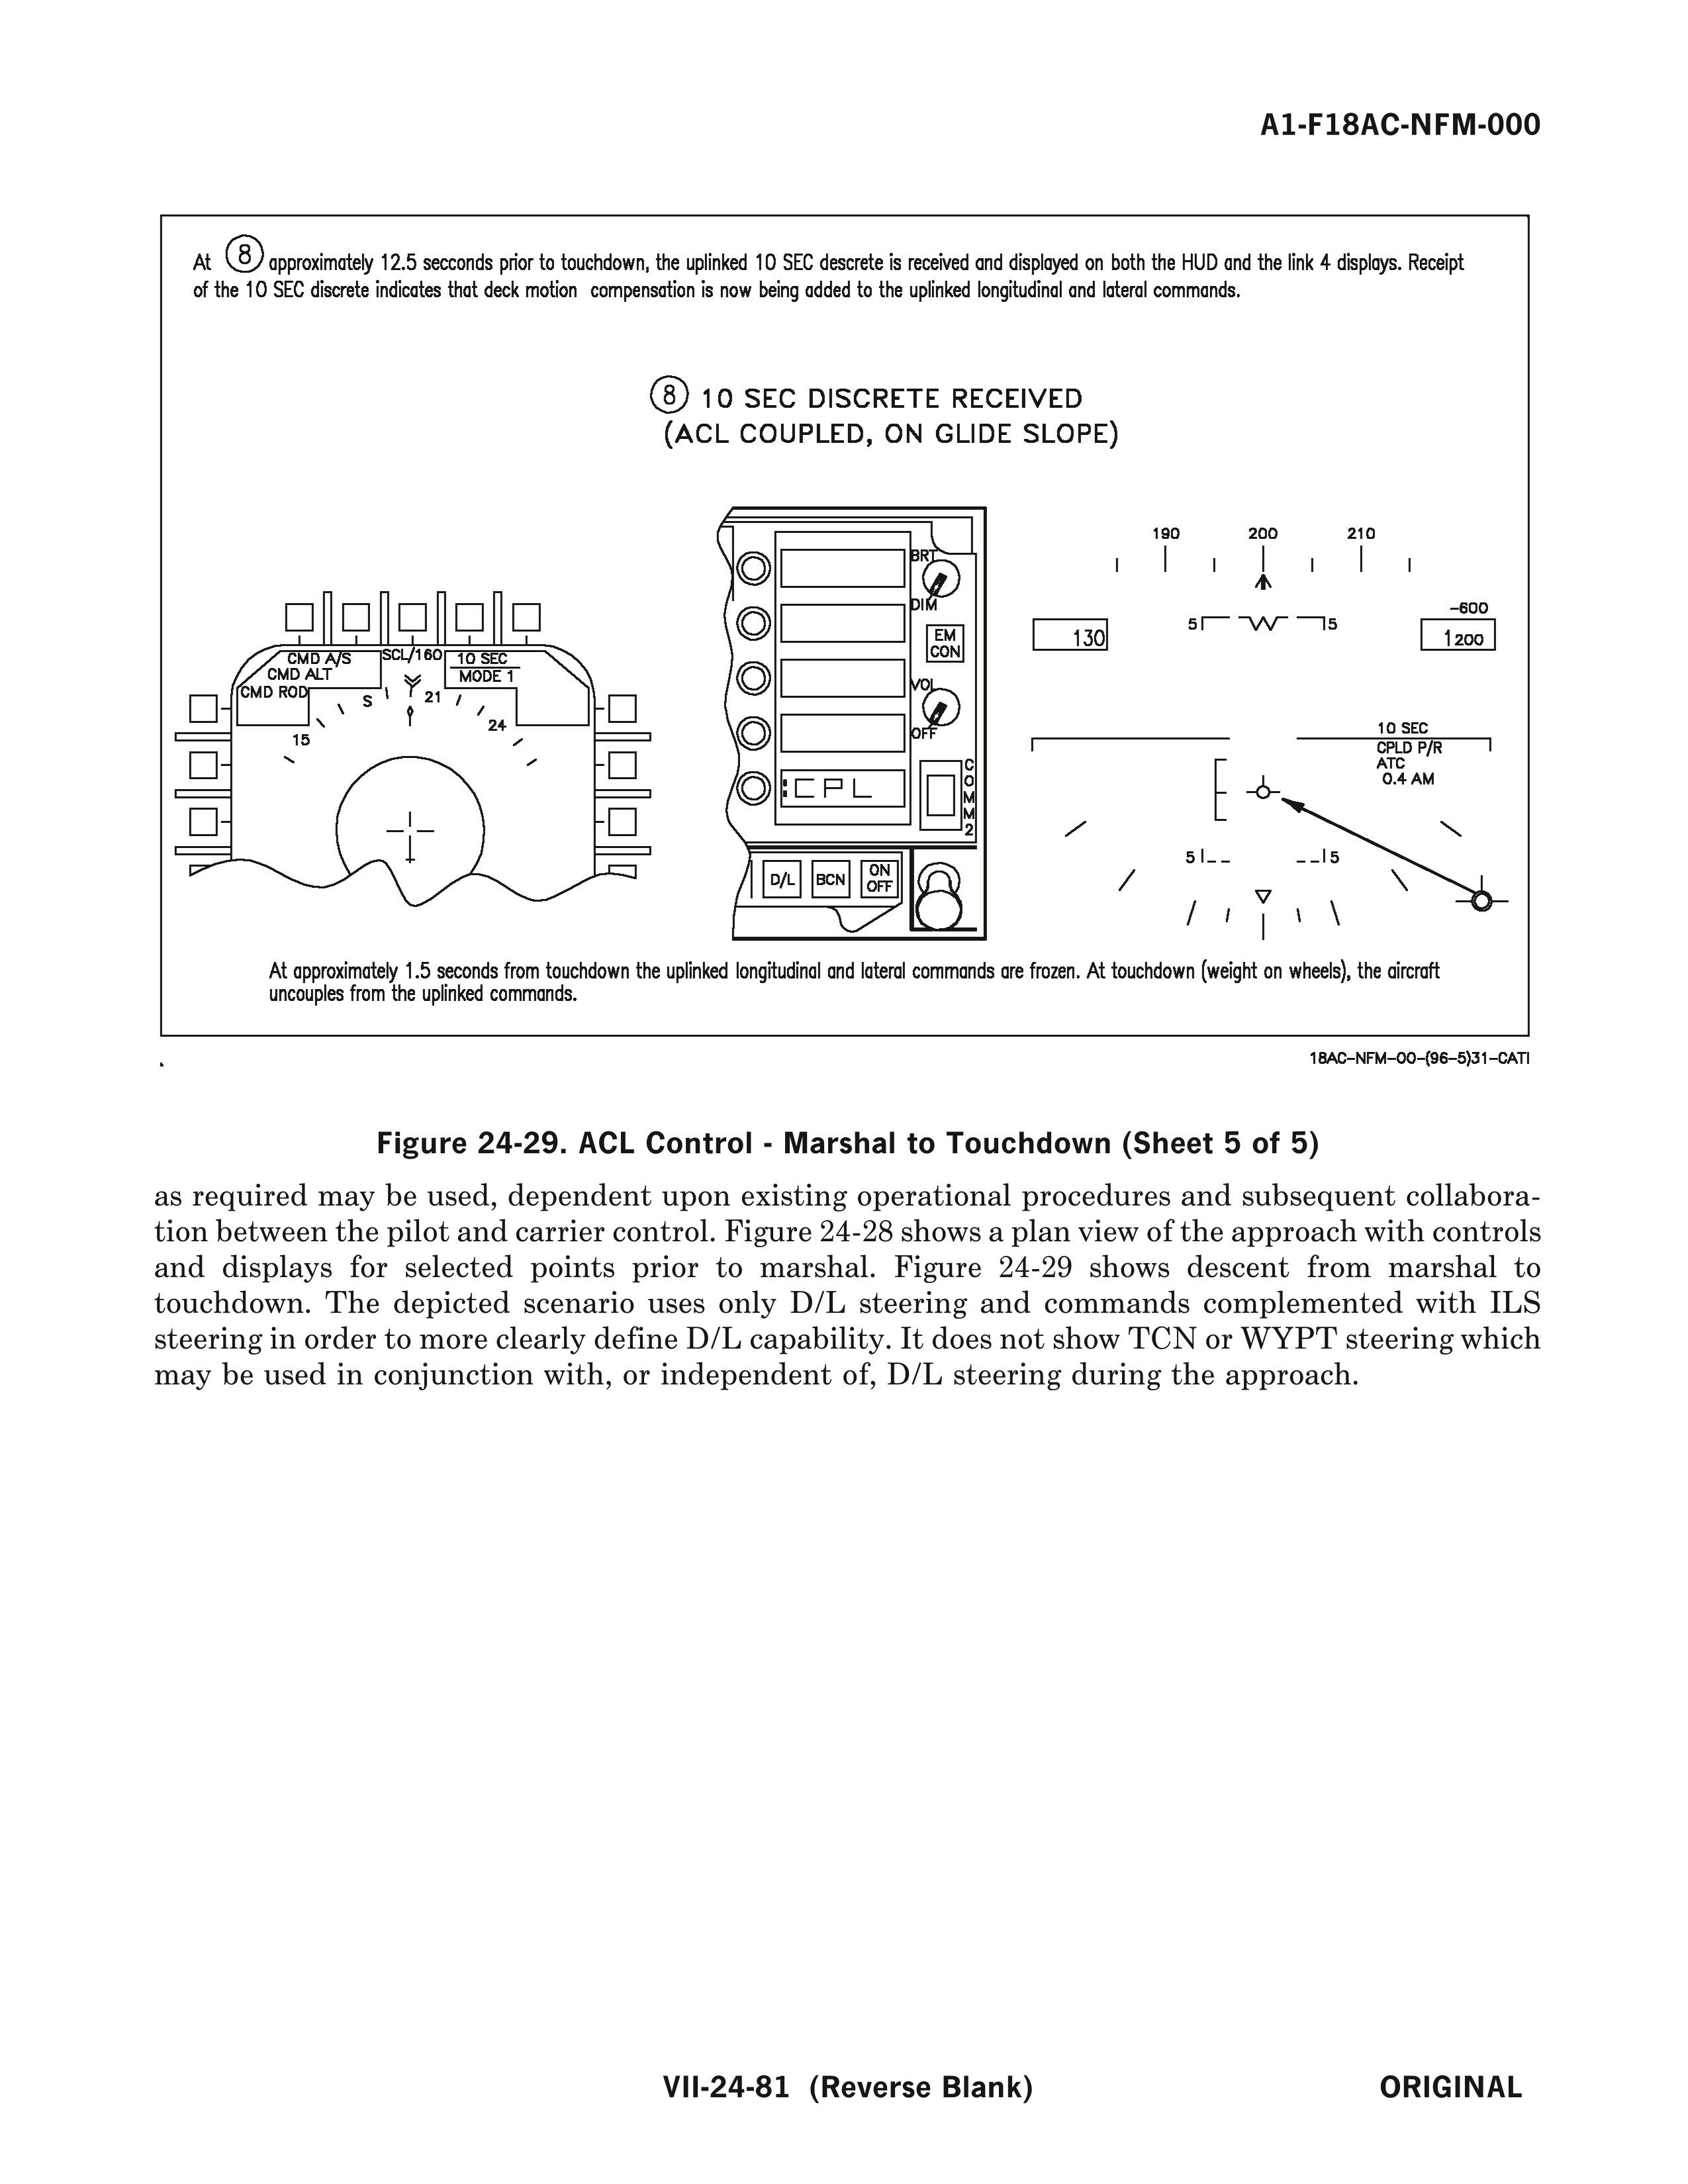 A1-F18AC-NFM-000
At 8 approximately 12.5 secconds prior to touchdown, the uplinked 10 SEC descrete is received and displayed on both the HUD and the link 4 displays. Receipt
of the 10 SEC discrete indicates that deck motion compensation is now being added to the uplinked longitudinal and lateral commands.
8 10 SEC DISCRETE RECEIVED
(ACL COUPLED, ON GLIDE SLOPE)
CMD A/S
CMD ALT
CMD ROD
SCL/160
10 SEC
MODE 1
15
S
21
24
BRT
DIM
EM
CON
VOL
OFF
:CPL
COMM2
D/L
BCN
ON
OFF
190 200 210
5 5
130
-600
1200
10 SEC
CPLD P/R
ATC
0.4 AM
5 5
At approximately 1.5 seconds from touchdown the uplinked longitudinal and lateral commands are frozen. At touchdown (weight on wheels), the aircraft
uncouples from the uplinked commands.
18AC-NFM-00-(96-5)31-CATI
Figure 24-29. ACL Control - Marshal to Touchdown (Sheet 5 of 5)
as required may be used, dependent upon existing operational procedures and subsequent collabora-
tion between the pilot and carrier control. Figure 24-28 shows a plan view of the approach with controls
and displays for selected points prior to marshal. Figure 24-29 shows descent from marshal to
touchdown. The depicted scenario uses only D/L steering and commands complemented with ILS
steering in order to more clearly define D/L capability. It does not show TCN or WYPT steering which
may be used in conjunction with, or independent of, D/L steering during the approach.
VII-24-81 (Reverse Blank)
ORIGINAL